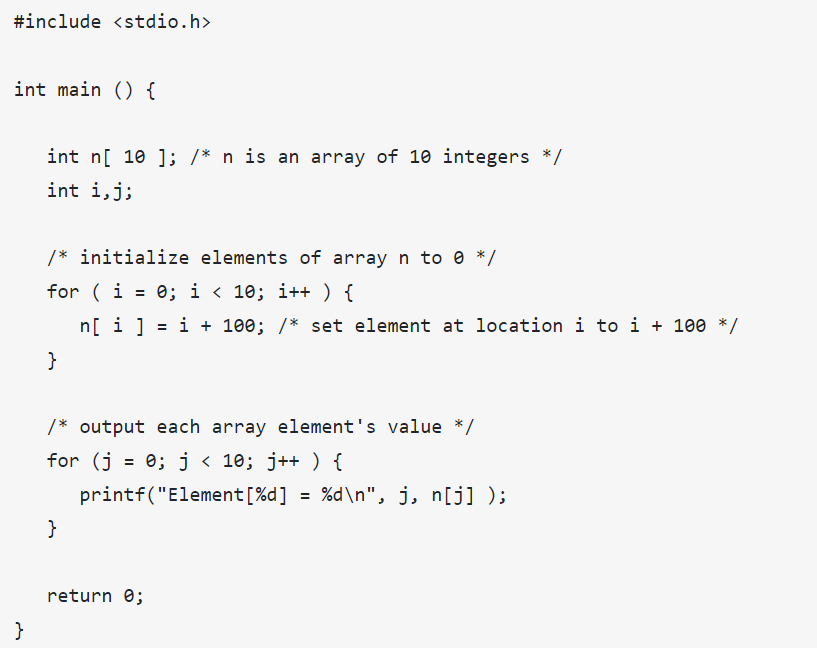 #include <stdio.h>
int main () {
int n[ 10 ]; /* n is an array of 10 integers */
int i,j;
/* initialize elements of array n to 0 */
for ( i = 0; i < 10; i++ ) {
n[ i ] = i + 100; /* set element at location i to i + 100 */
}
/* output each array element's value */
for (j = 0; j < 10; j++ ) {
printf("Element[%d] = %d\n", j, n[j] );
}
return 0;
}